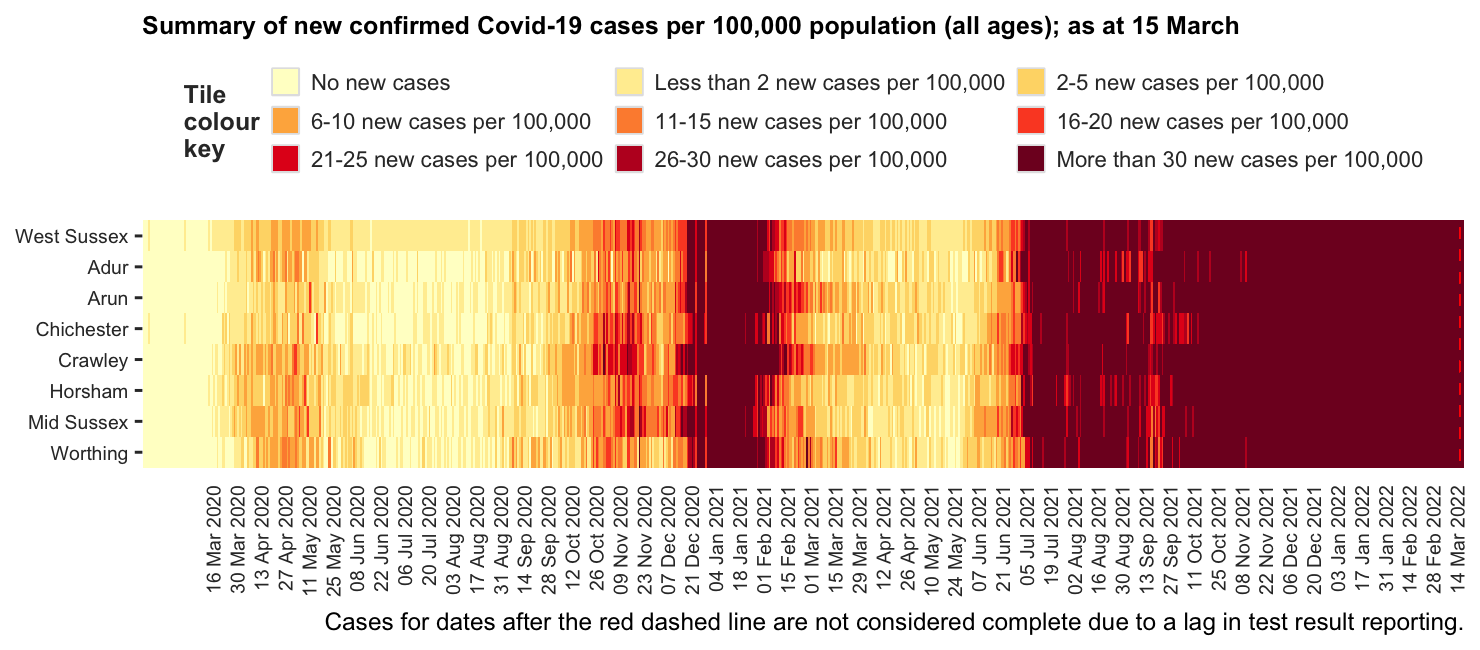 Summary of new confirmed Covid-19 cases per 100,000 population (all ages); as at 15 March
Tile
colour
key
No new cases
Less than 2 new cases per 100,000
2-5 new cases per 100,000
6-10 new cases per 100,000
11-15 new cases per 100,000
16-20 new cases per 100,000
21-25 new cases per 100,000
26-30 new cases per 100,000
More than 30 new cases per 100,000
West Sussex
Adur
Arun
Chichester
Crawley
Horsham
Mid Sussex
Worthing
16 Mar 2020
30 Mar 2020
13 Apr 2020
27 Apr 2020
11 May 2020
25 May 2020
08 Jun 2020
22 Jun 2020
06 Jul 2020
20 Jul 2020
03 Aug 2020
17 Aug 2020
31 Aug 2020
14 Sep 2020
28 Sep 2020
12 Oct 2020
26 Oct 2020
09 Nov 2020
23 Nov 2020
07 Dec 2020
21 Dec 2020
04 Jan 2021
18 Jan 2021
01 Feb 2021
15 Feb 2021
01 Mar 2021
15 Mar 2021
29 Mar 2021
12 Apr 2021
26 Apr 2021
10 May 2021
24 May 2021
07 Jun 2021
21 Jun 2021
05 Jul 2021
19 Jul 2021
02 Aug 2021
16 Aug 2021
30 Aug 2021
13 Sep 2021
27 Sep 2021
11 Oct 2021
25 Oct 2021
08 Nov 2021
22 Nov 2021
06 Dec 2021
20 Dec 2021
03 Jan 2022
17 Jan 2022
31 Jan 2022
14 Feb 2022
28 Feb 2022
14 Mar 2022
Cases for dates after the red dashed line are not considered complete due to a lag in test result reporting.